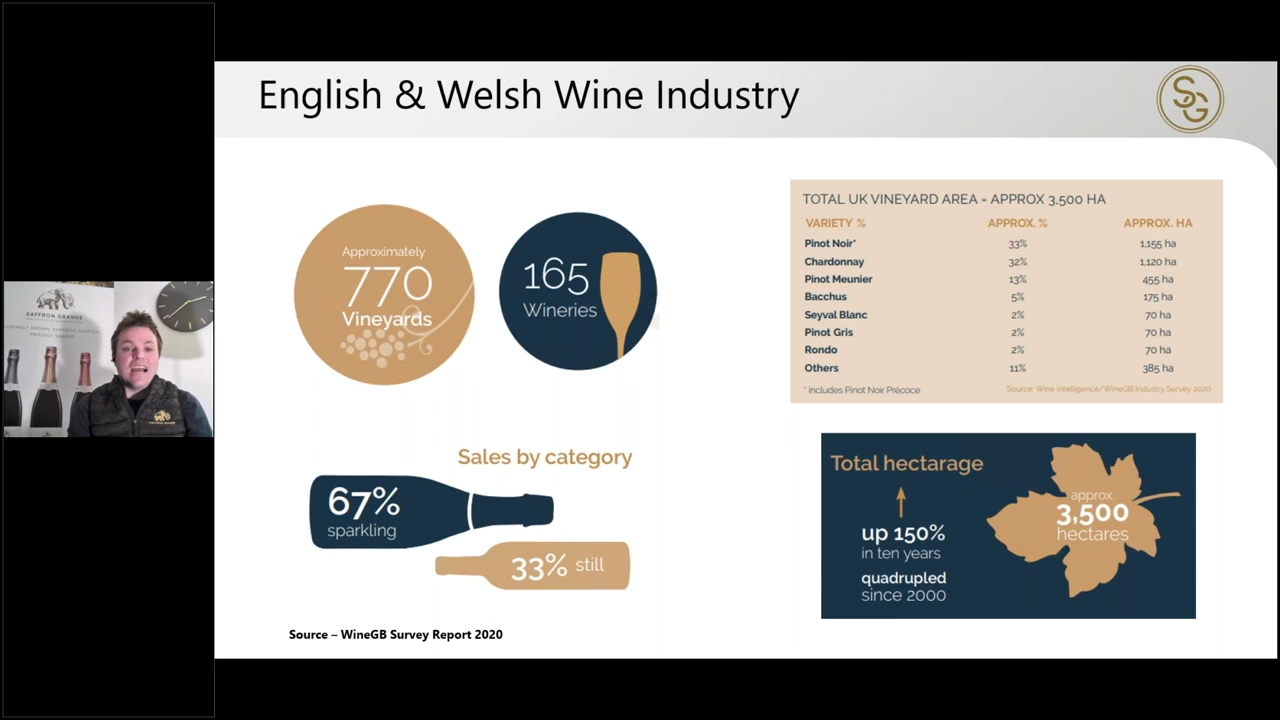 English & Welsh Wine Industry
SG
Approximately
770
Vineyards
165
Wineries
TOTAL UK VINEYARD AREA = APPROX 3,500 HA
VARIETY % APPROX. % APPROX. HA
Pinot Noir* 33% 1,155 ha
Chardonnay 32% 1,120 ha
Pinot Meunier 13% 455 ha
Bacchus 5% 175 ha
Seyval Blanc 2% 70 ha
Pinot Gris 2% 70 ha
Rondo 2% 70 ha
Others 11% 385 ha
* includes Pinot Noir Précoce Source: Wine Intelligence/WineGB Industry Survey 2020
SAFFRON GRANGE
Sales by category
67%
sparkling
33% still
Total hectarage
up 150%
in ten years
quadrupled
since 2000
approx.
3,500
hectares
Source – WineGB Survey Report 2020